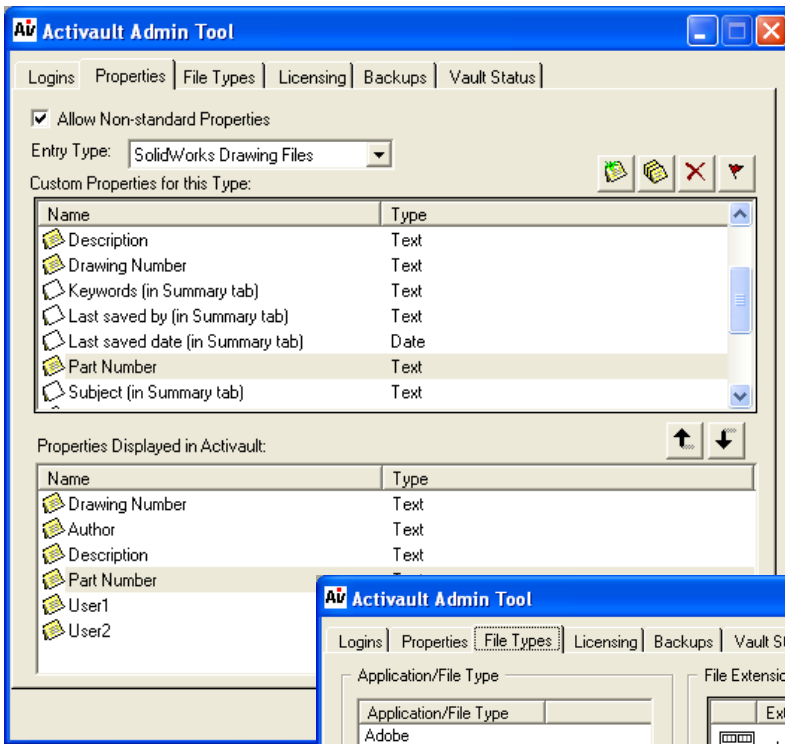 Activault Admin Tool
Logins Properties File Types Licensing Backups Vault Status
Allow Non-standard Properties
Entry Type: SolidWorks Drawing Files
Custom Properties for this Type:
Name Type
Description Text
Drawing Number Text
Keywords (in Summary tab) Text
Last saved by (in Summary tab) Text
Last saved date (in Summary tab) Date
Part Number Text
Subject (in Summary tab) Text
Properties Displayed in Activault:
Name Type
Drawing Number Text
Author Text
Description Text
Part Number
User1
User2
Activault Admin Tool
Logins Properties File Types Licensing Backups Vault St
Application/File Type File Extensio
Application/File Type Ext
Adobe